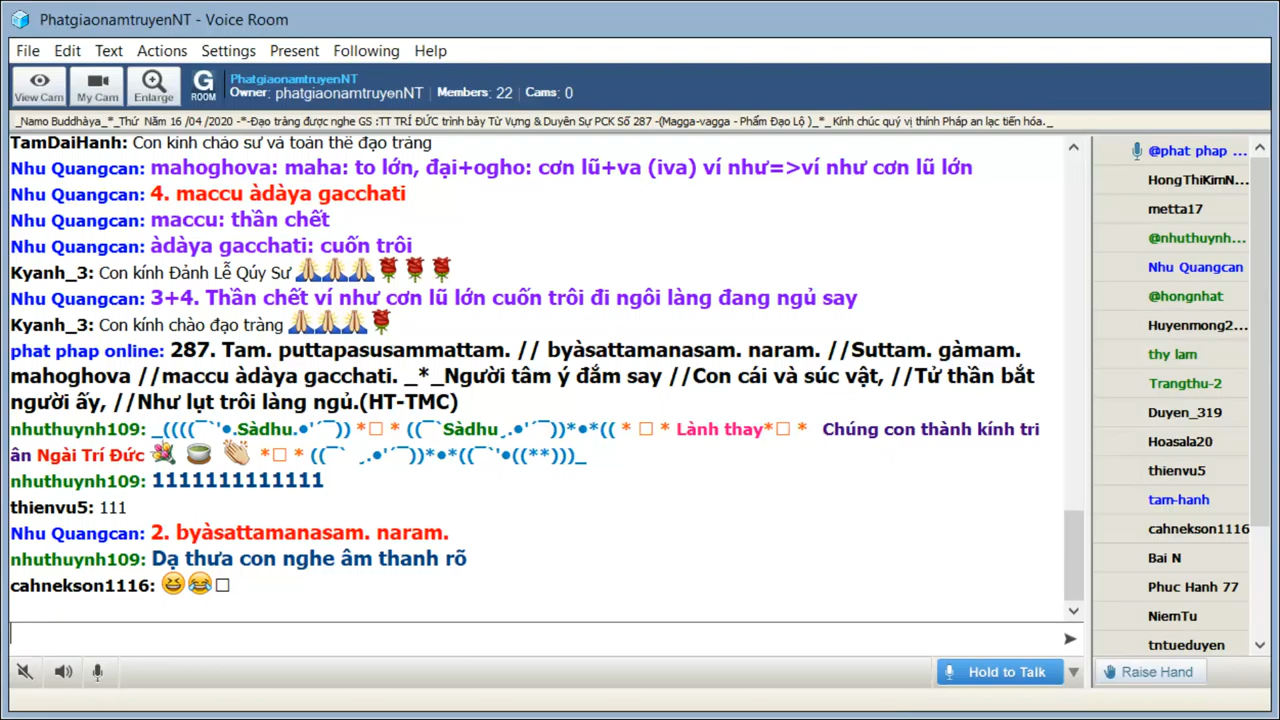 PhatgiaonamtruyenNT - Voice Room
File Edit Text Actions Settings Present Following Help
View Cam My Cam Enlarge G ROOM PhatgiaonamtruyenNT
Owner: phatgiaonamtruyenNT Members: 22 Cams: 0
_Namo Buddhàya_*_Thứ Năm 16 /04 /2020 -*-Đạo tràng được nghe GS :TT TRÍ ĐỨC trình bày Từ Vựng & Duyên Sự PCK Số 287 -(Magga-vagga - Phẩm Đạo Lộ )_*_ Kính chúc quý vị thính Pháp an lạc tiến hóa._
TamDaiHanh: Con kính chào sư và toàn thể đạo tràng
Nhu Quangcan: mahoghova: maha: to lớn, đại+ogho: cơn lũ+va (iva) ví như=>ví như cơn lũ lớn
Nhu Quangcan: 4. maccu àdàya gacchati
Nhu Quangcan: maccu: thần chết
Nhu Quangcan: àdàya gacchati: cuốn trôi
Kyanh_3: Con kính Đảnh Lễ Qúy Sư 🙏🙏🙏🌹🌹🌹
Nhu Quangcan: 3+4. Thần chết ví như cơn lũ lớn cuốn trôi đi ngôi làng đang ngủ say
Kyanh_3: Con kính chào đạo tràng 🙏🙏🙏🌹
phat phap online: 287. Tam. puttapasusammattam. // byàsattamanasam. naram. //Suttam. gàmam.
mahoghova //maccu àdàya gacchati. _*_Người tâm ý đắm say //Con cái và súc vật, //Tử thần bắt
người ấy, //Như lụt trôi làng ngủ.(HT-TMC)
nhuthuynh109: _((((¯`'●.Sàdhu.●'´¯)) *□ * ((¯`Sàdhu¸.●'´¯))*●*(( * □ * Lành thay*□ * Chúng con thành kính tri
ân Ngài Trí Đức 💐 🍵 👏 *□ * ((¯` ¸.●'´¯))*●*((¯`'●((**)))_
nhuthuynh109: 1111111111111
thienvu5: 111
Nhu Quangcan: 2. byàsattamanasam. naram.
nhuthuynh109: Dạ thưa con nghe âm thanh rõ
cahnekson1116: 😆😂□
Hold to Talk
@phat phap ...
HongThiKimN...
metta17
@nhuthuynh...
Nhu Quangcan
@hongnhat
Huyenmong2...
thy lam
Trangthu-2
Duyen_319
Hoasala20
thienvu5
tam-hanh
cahnekson1116
Bai N
Phuc Hanh 77
NiemTu
tntueduyen
Raise Hand